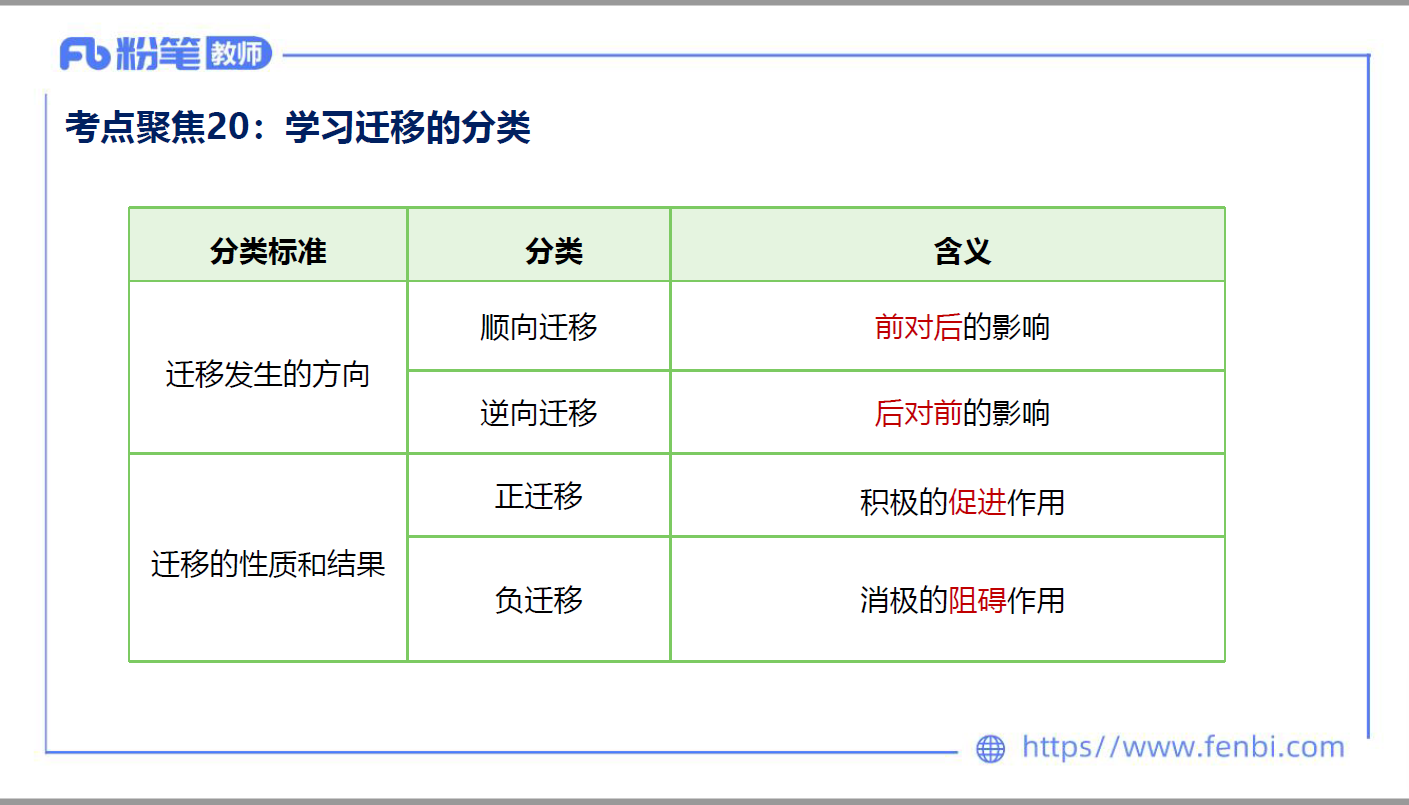 Fb粉笔教师
考点聚焦20：学习迁移的分类
分类标准 分类 含义
迁移发生的方向
顺向迁移 前对后的影响
逆向迁移 后对前的影响
迁移的性质和结果
正迁移 积极的促进作用
负迁移 消极的阻碍作用
https//www.fenbi.com